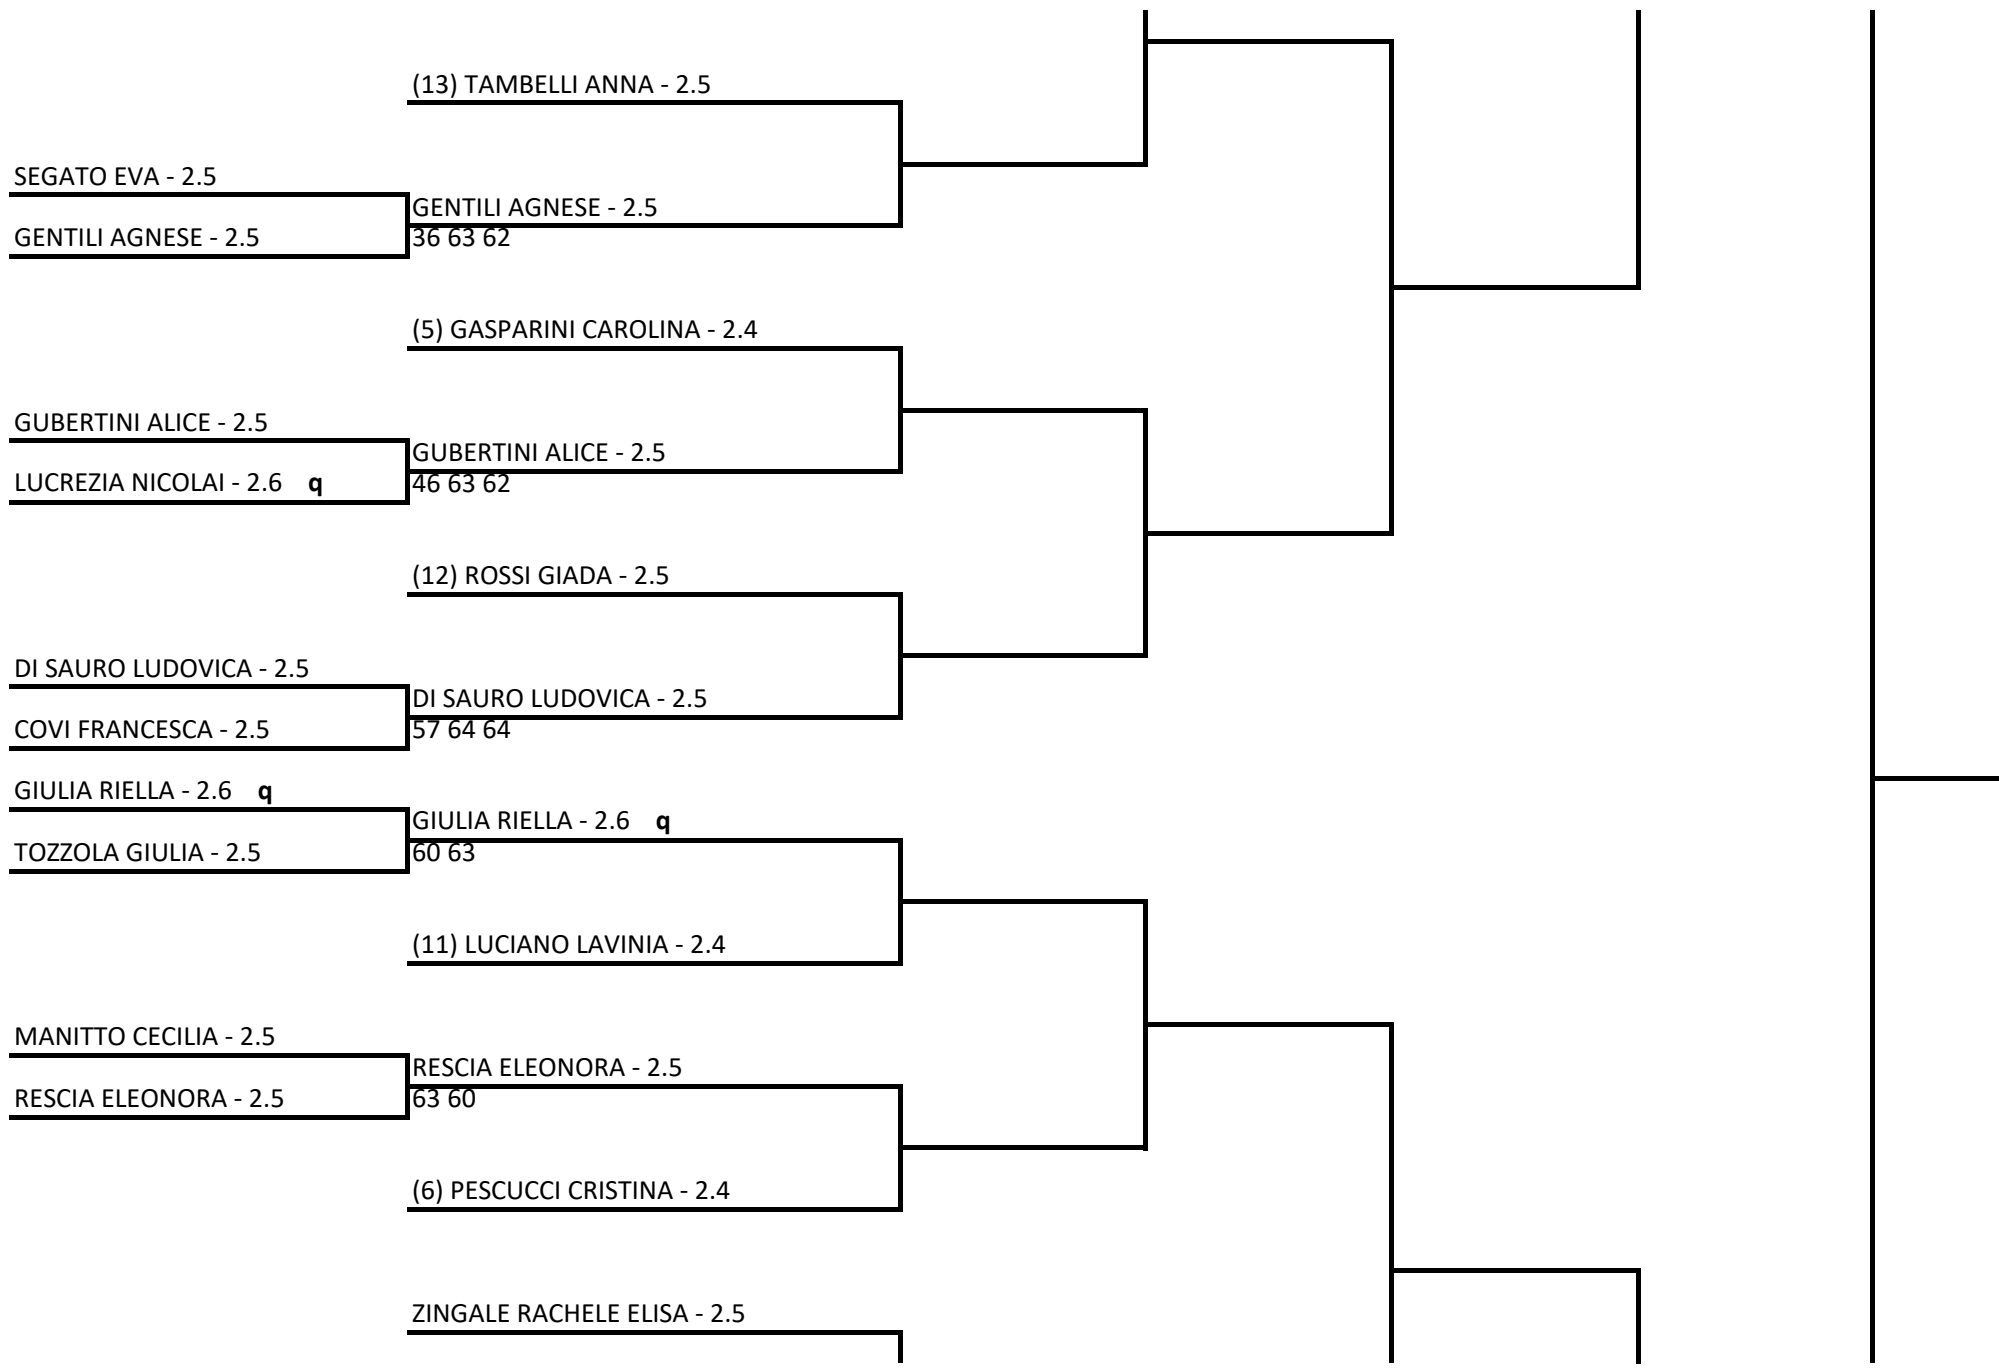 (13) TAMBELLI ANNA - 2.5
SEGATO EVA - 2.5
GENTILI AGNESE - 2.5
GENTILI AGNESE - 2.5
36 63 62
(5) GASPARINI CAROLINA - 2.4
GUBERTINI ALICE - 2.5
GUBERTINI ALICE - 2.5
LUCREZIA NICOLAI - 2.6 q
46 63 62
(12) ROSSI GIADA - 2.5
DI SAURO LUDOVICA - 2.5
DI SAURO LUDOVICA - 2.5
COVI FRANCESCA - 2.5
57 64 64
GIULIA RIELLA - 2.6 q
GIULIA RIELLA - 2.6 q
TOZZOLA GIULIA - 2.5
60 63
(11) LUCIANO LAVINIA - 2.4
MANITTO CECILIA - 2.5
RESCIA ELEONORA - 2.5
RESCIA ELEONORA - 2.5
63 60
(6) PESCUCCI CRISTINA - 2.4
ZINGALE RACHELE ELISA - 2.5